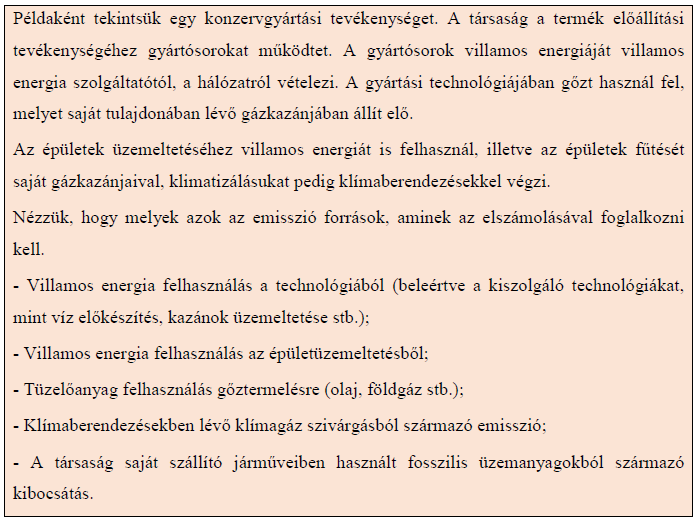 Példaként tekintsük egy konzervgyártási tevékenységet. A társaság a termék előállítási
tevékenységéhez gyártósorokat működtet. A gyártósorok villamos energiáját villamos
energia szolgáltatótól, a hálózatról vételezi. A gyártási technológiájában gőzt használ fel,
melyet saját tulajdonában lévő gázkazánjában állít elő.
Az épületek üzemeltetéséhez villamos energiát is felhasznál, illetve az épületek fűtését
saját gázkazánjaival, klimatizálásukat pedig klímaberendezésekkel végzi.
Nézzük, hogy melyek azok az emisszió források, aminek az elszámolásával foglalkozni
kell.
- Villamos energia felhasználás a technológiából (beleértve a kiszolgáló technológiákat,
mint víz előkészítés, kazánok üzemeltetése stb.);
- Villamos energia felhasználás az épületüzemeltetésből;
- Tüzelőanyag felhasználás gőztermelésre (olaj, földgáz stb.);
- Klímaberendezésekben lévő klímagáz szivárgásból származó emisszió;
- A társaság saját szállító járműveiben használt fosszilis üzemanyagokból származó
kibocsátás.